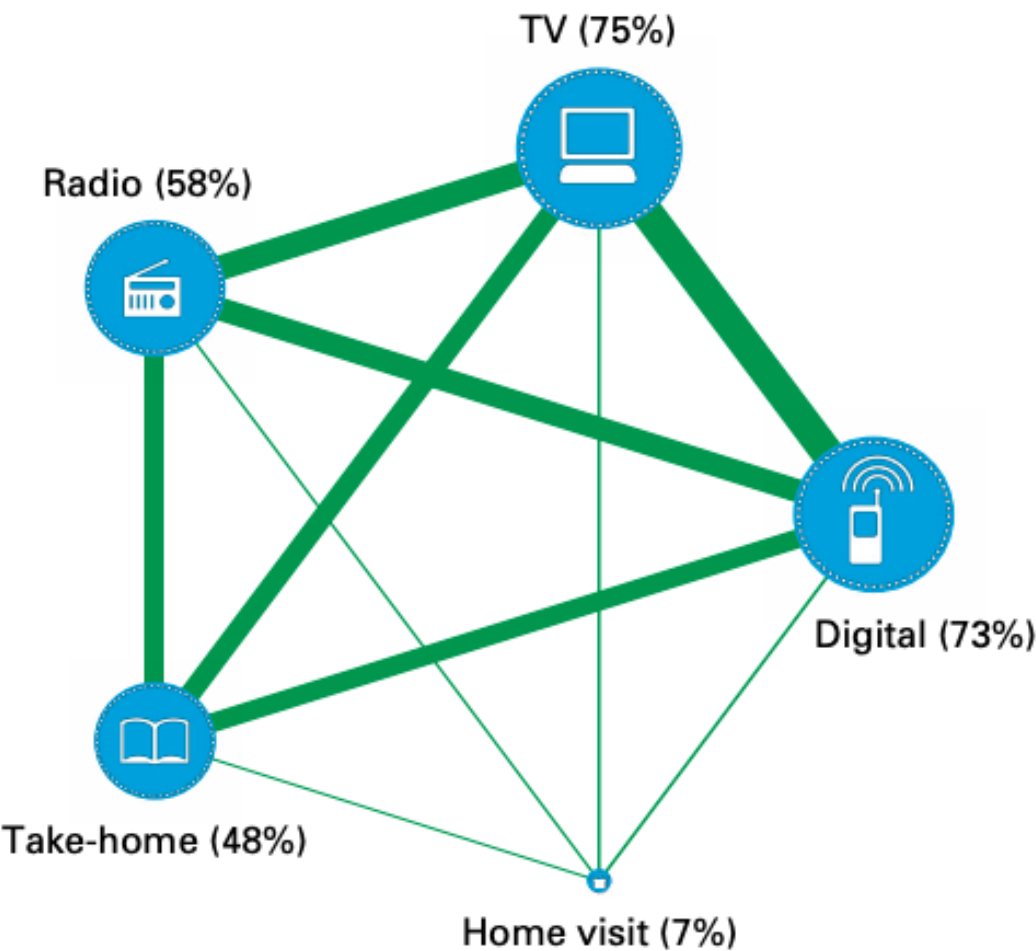 TV (75%)
Radio (58%)
Digital (73%)
Take-home (48%)
Home visit (7%)